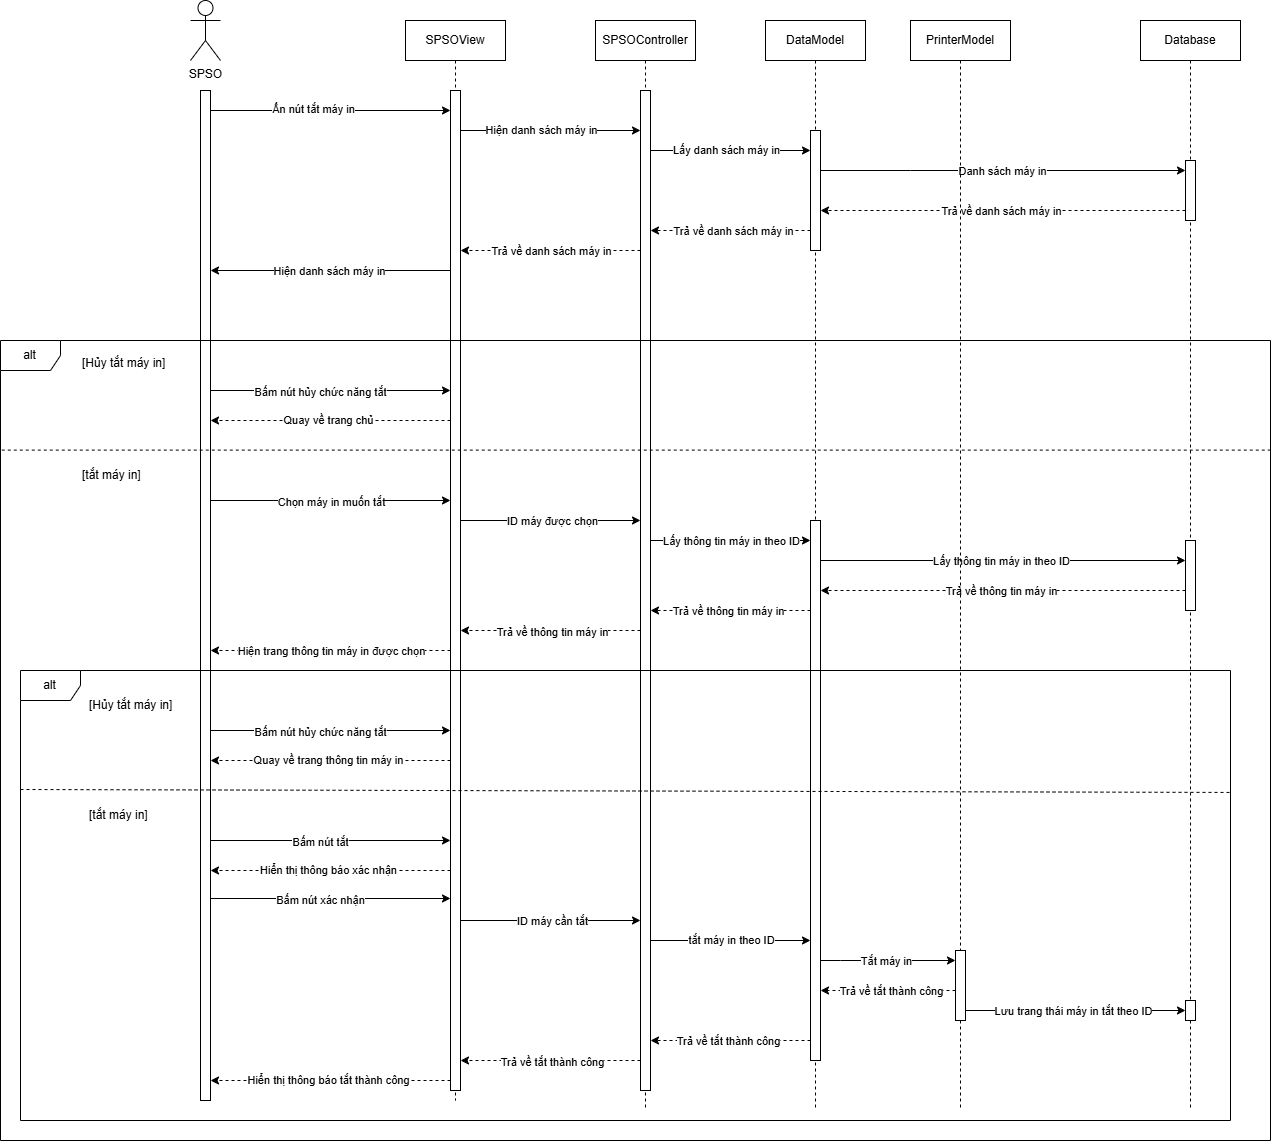 SPSO
SPSOView
SPSOController
DataModel
PrinterModel
Database
Ấn nút tắt máy in
Hiện danh sách máy in
Lấy danh sách máy in
Danh sách máy in
Trả về danh sách máy in
Trả về danh sách máy in
Trả về danh sách máy in
Hiện danh sách máy in
alt
[Hủy tắt máy in]
Bấm nút hủy chức năng tắt
Quay về trang chủ
[tắt máy in]
Chọn máy in muốn tắt
ID máy được chọn
Lấy thông tin máy in theo ID
Lấy thông tin máy in theo ID
Trả về thông tin máy in
Trả về thông tin máy in
Trả về thông tin máy in
Hiện trang thông tin máy in được chọn
alt
[Hủy tắt máy in]
Bấm nút hủy chức năng tắt
Quay về trang thông tin máy in
[tắt máy in]
Bấm nút tắt
Hiển thị thông báo xác nhận
Bấm nút xác nhận
ID máy cần tắt
tắt máy in theo ID
Tắt máy in
Trả về tắt thành công
Lưu trang thái máy in tắt theo ID
Trả về tắt thành công
Trả về tắt thành công
Hiển thị thông báo tắt thành công